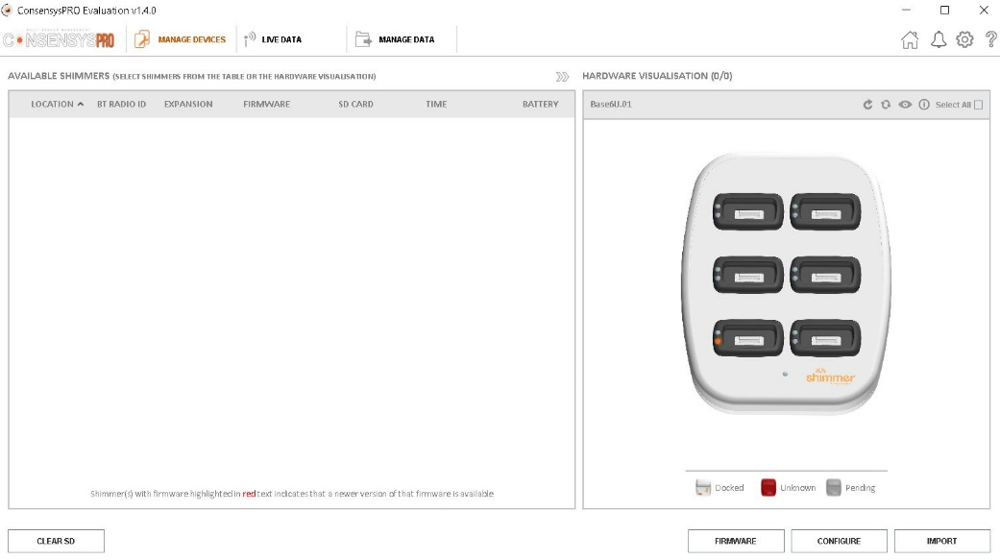 ConsensysPRO Evaluation v1.4.0
CONSENSYSPRO
MANAGE DEVICES
LIVE DATA
MANAGE DATA
AVAILABLE SHIMMERS (SELECT SHIMMERS FROM THE TABLE OR THE HARDWARE VISUALISATION)
HARDWARE VISUALISATION (0/0)
LOCATION BT RADIO ID EXPANSION FIRMWARE SD CARD TIME BATTERY
Base6U.01
Select All
shimmer
Shimmer(s) with firmware highlighted in red text indicates that a newer version of that firmware is available.
Docked Unknown Pending
CLEAR SD
FIRMWARE
CONFIGURE
IMPORT